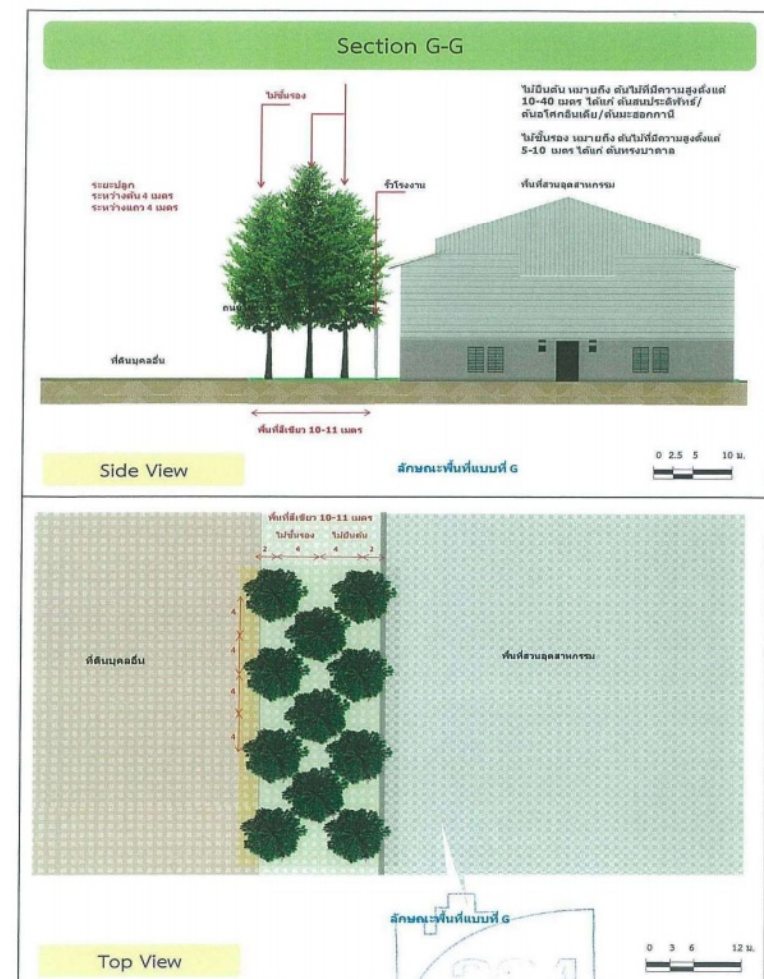 Section G-G
ไม้ชั้นรอง
ไม้ยืนต้น หมายถึง ต้นไม้ที่มีความสูงตั้งแต่
10-40 เมตร ได้แก่ ต้นสนประดิพัทธ์/
ต้นอโศกอินเดีย/ต้นมะฮอกกานี
ไม้ชั้นรอง หมายถึง ต้นไม้ที่มีความสูงตั้งแต่
5-10 เมตร ได้แก่ ต้นทรงบาดาล
ระยะปลูก
ระหว่างต้น 4 เมตร
ระหว่างแถว 4 เมตร
รั้วโรงงาน
พื้นที่สวนอุตสาหกรรม
ถนน
ที่ดินบุคคลอื่น
พื้นที่สีเขียว 10-11 เมตร
Side View
ลักษณะพื้นที่แบบที่ G
0 2.5 5 10 ม.
พื้นที่สีเขียว 10-11 เมตร
ไม้ชั้นรอง ไม้ยืนต้น
2 4 4 2
4
4
4
4
ที่ดินบุคคลอื่น
พื้นที่สวนอุตสาหกรรม
ลักษณะพื้นที่แบบที่ G
Top View
0 3 6 12 ม.